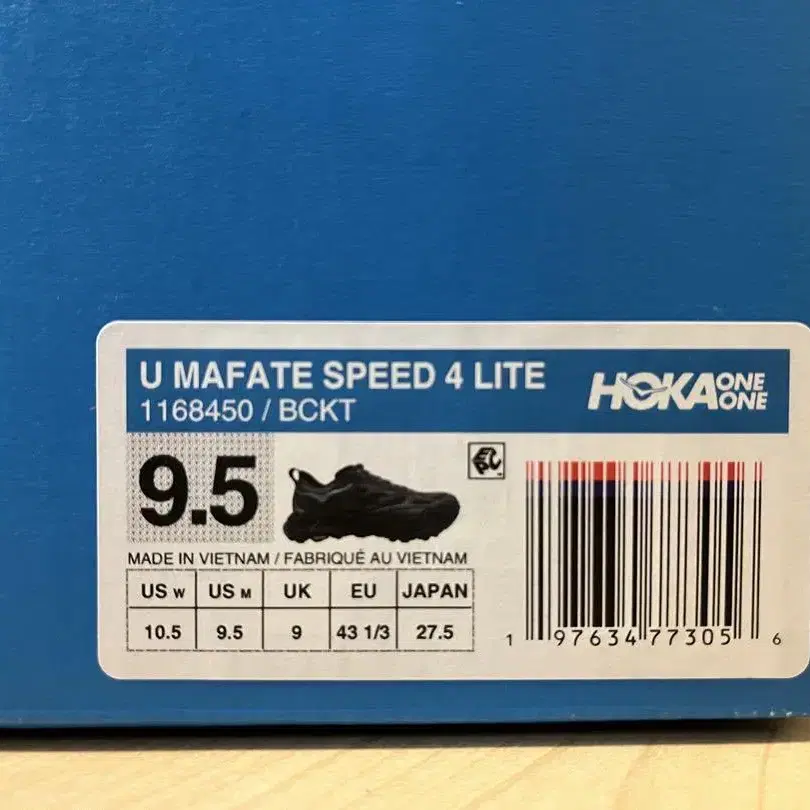 U MAFATE SPEED 4 LITE
1168450 / BCKT
HOKA ONE ONE
9.5
MADE IN VIETNAM / FABRIQUÉ AU VIETNAM
US W US M UK EU JAPAN
10.5 9.5 9 43 1/3 27.5
1 97634 77305 6